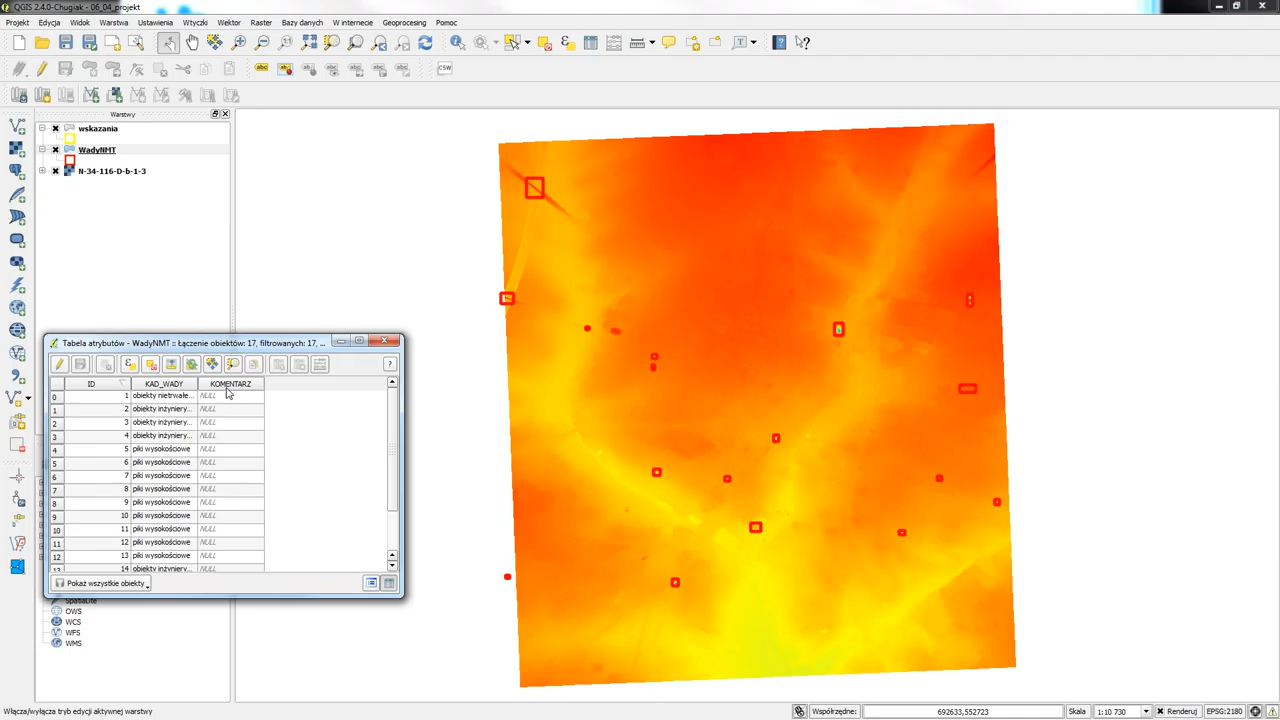 QGIS 2.4.0-Chugiak - 06_04_projekt
Projekt Edycja Widok Warstwa Ustawienia Wtyczki Wektor Raster Bazy danych W internecie Geoprocesing Pomoc
Warstwy
wskazania
WadyNMT
N-34-116-D-b-1-3
Tabela atrybutów - WadyNMT :: Łączenie obiektów: 17, filtrowanych: 17, ...
ID KAD_WADY KOMENTARZ
0 1 obiekty nietrwałe... NULL
1 2 obiekty inżyniery... NULL
2 3 obiekty inżyniery... NULL
3 4 obiekty inżyniery... NULL
4 5 piki wysokościowe NULL
5 6 piki wysokościowe NULL
6 7 piki wysokościowe NULL
7 8 piki wysokościowe NULL
8 9 piki wysokościowe NULL
9 10 piki wysokościowe NULL
10 11 piki wysokościowe NULL
11 12 piki wysokościowe NULL
12 13 piki wysokościowe NULL
13 14 obiekty inżyniery... NULL
Pokaż wszystkie obiekty
SpatiaLite
OWS
WCS
WFS
WMS
Włącza/wyłącza tryb edycji aktywnej warstwy
Współrzędne: 692633,552723 Skala 1:10 730 Renderuj EPSG:2180